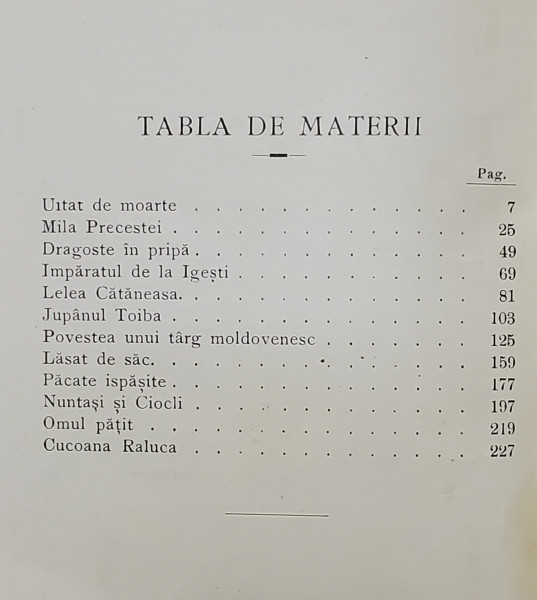 TABLA DE MATERII
Pag.
Uitat de moarte . . . . . . . . . . . . . 7
Mila Precestei . . . . . . . . . . . . . . 25
Dragoste în pripă . . . . . . . . . . . . . 49
Impăratul de la Igești . . . . . . . . . . . 69
Lelea Cătăneasa. . . . . . . . . . . . . . 81
Jupânul Toiba . . . . . . . . . . . . . . 103
Povestea unui târg moldovenesc . . . . . . . 125
Lăsat de săc. . . . . . . . . . . . . . . 159
Păcate ispășite . . . . . . . . . . . . . . 177
Nuntași și Ciocli . . . . . . . . . . . . . 197
Omul pățit . . . . . . . . . . . . . . . 219
Cucoana Raluca . . . . . . . . . . . . . 227